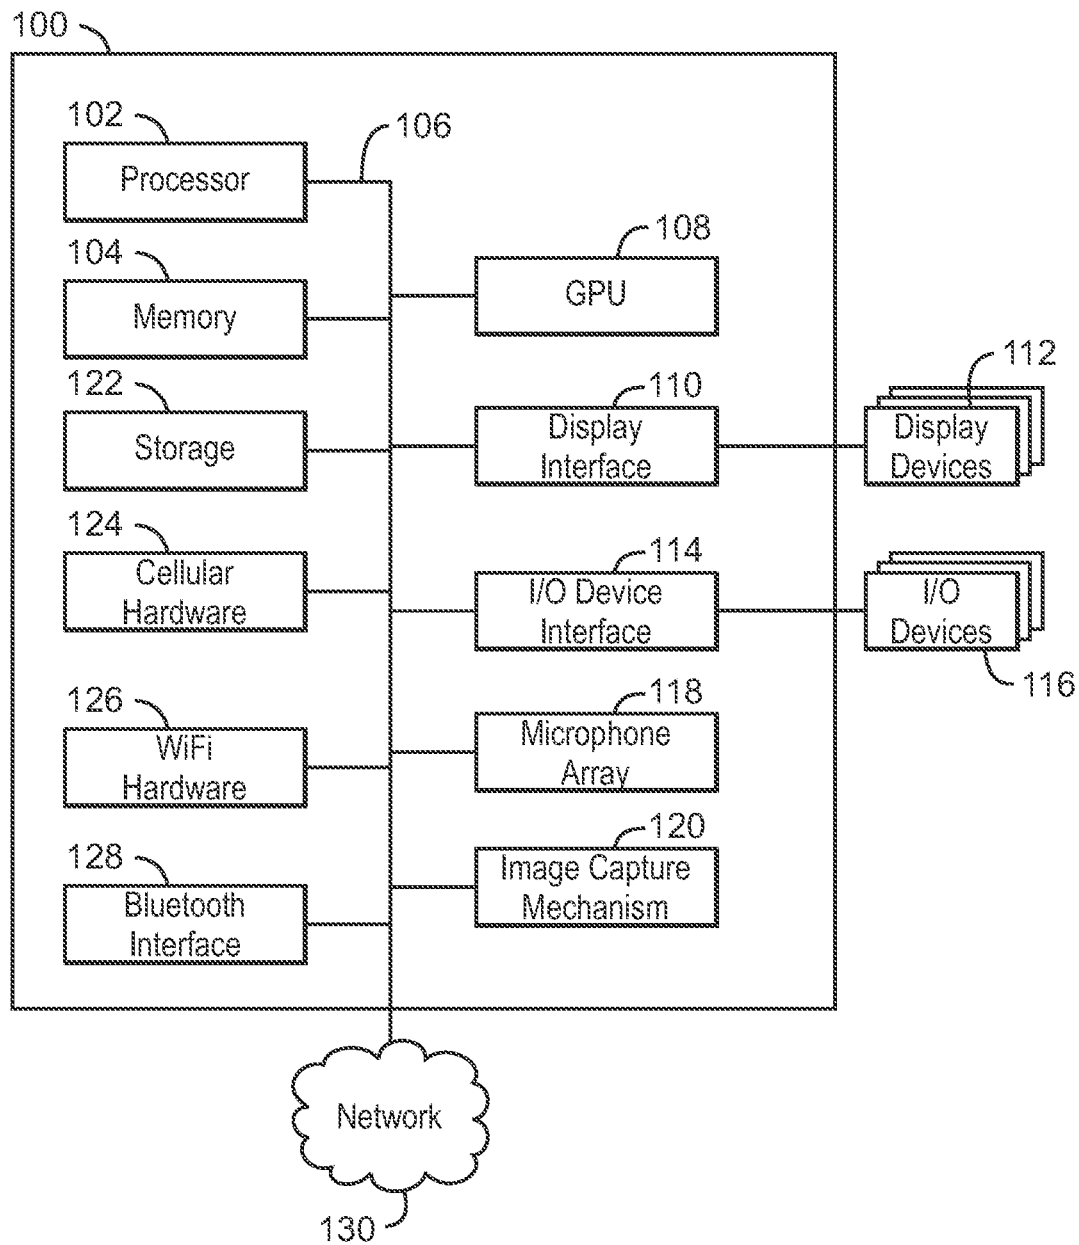 100
102
Processor
106
104
Memory
108
GPU
122
Storage
110
Display
Interface
112
Display
Devices
124
Cellular
Hardware
114
I/O Device
Interface
I/O
Devices
116
126
WiFi
Hardware
118
Microphone
Array
128
Bluetooth
Interface
120
Image Capture
Mechanism
Network
130